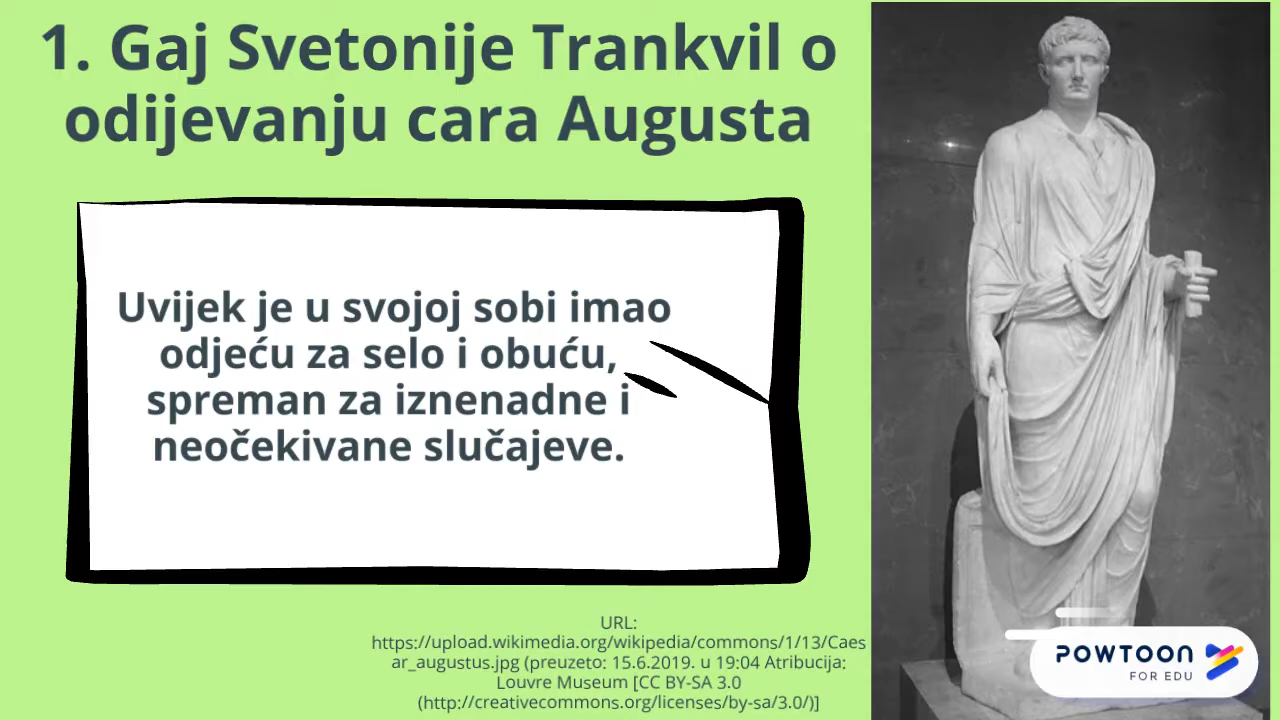 1. Gaj Svetonije Trankvil o
odijevanju cara Augusta
Uvijek je u svojoj sobi imao
odjeću za selo i obuću,
spreman za iznenadne i
neočekivane slučajeve.
URL:
https://upload.wikimedia.org/wikipedia/commons/1/13/Caes
ar_augustus.jpg (preuzeto: 15.6.2019. u 19:04 Atribucija:
Louvre Museum [CC BY-SA 3.0
(http://creativecommons.org/licenses/by-sa/3.0/)]
POWTOON
FOR EDU